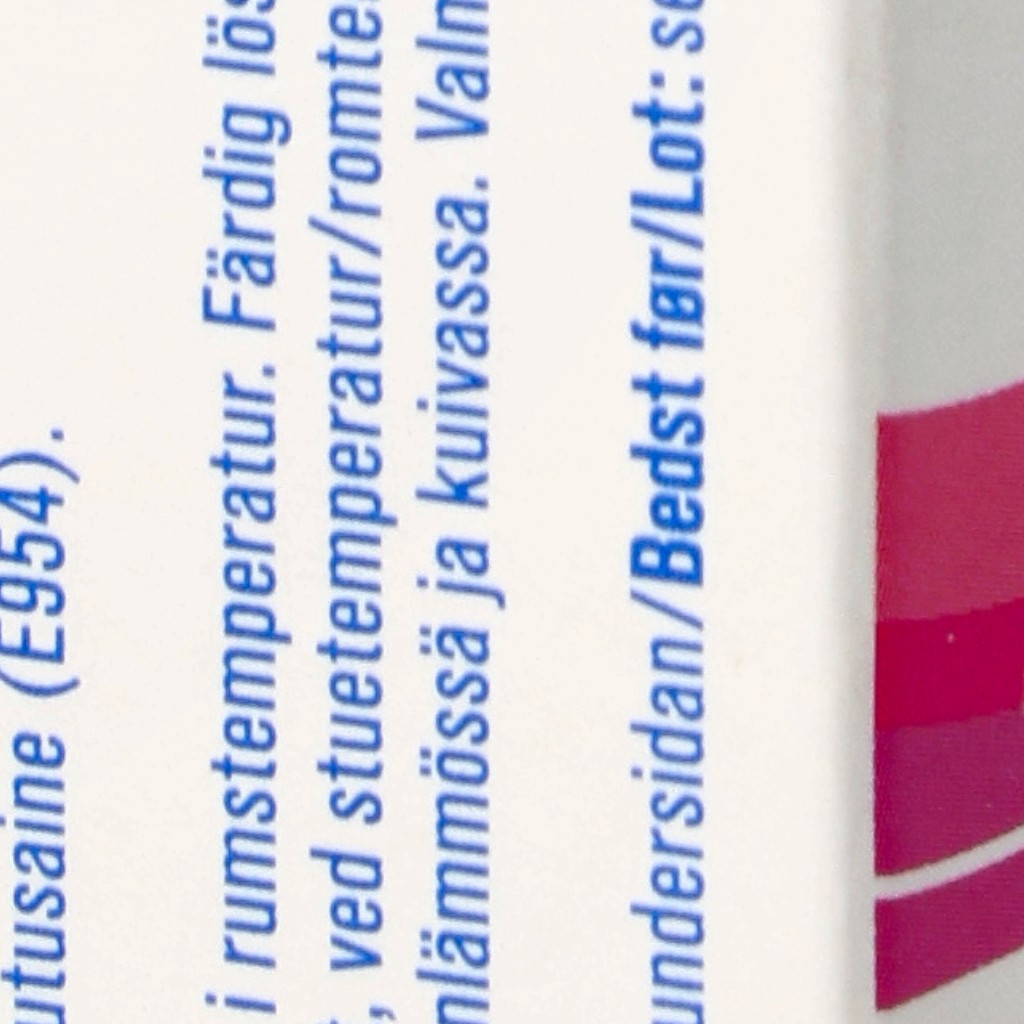 utusaine (E954).
i rumstemperatur. Färdig lös
, ved stuetemperatur/romte
nlämmössä ja kuivassa. Valm
undersidan/Bedst før/Lot: se